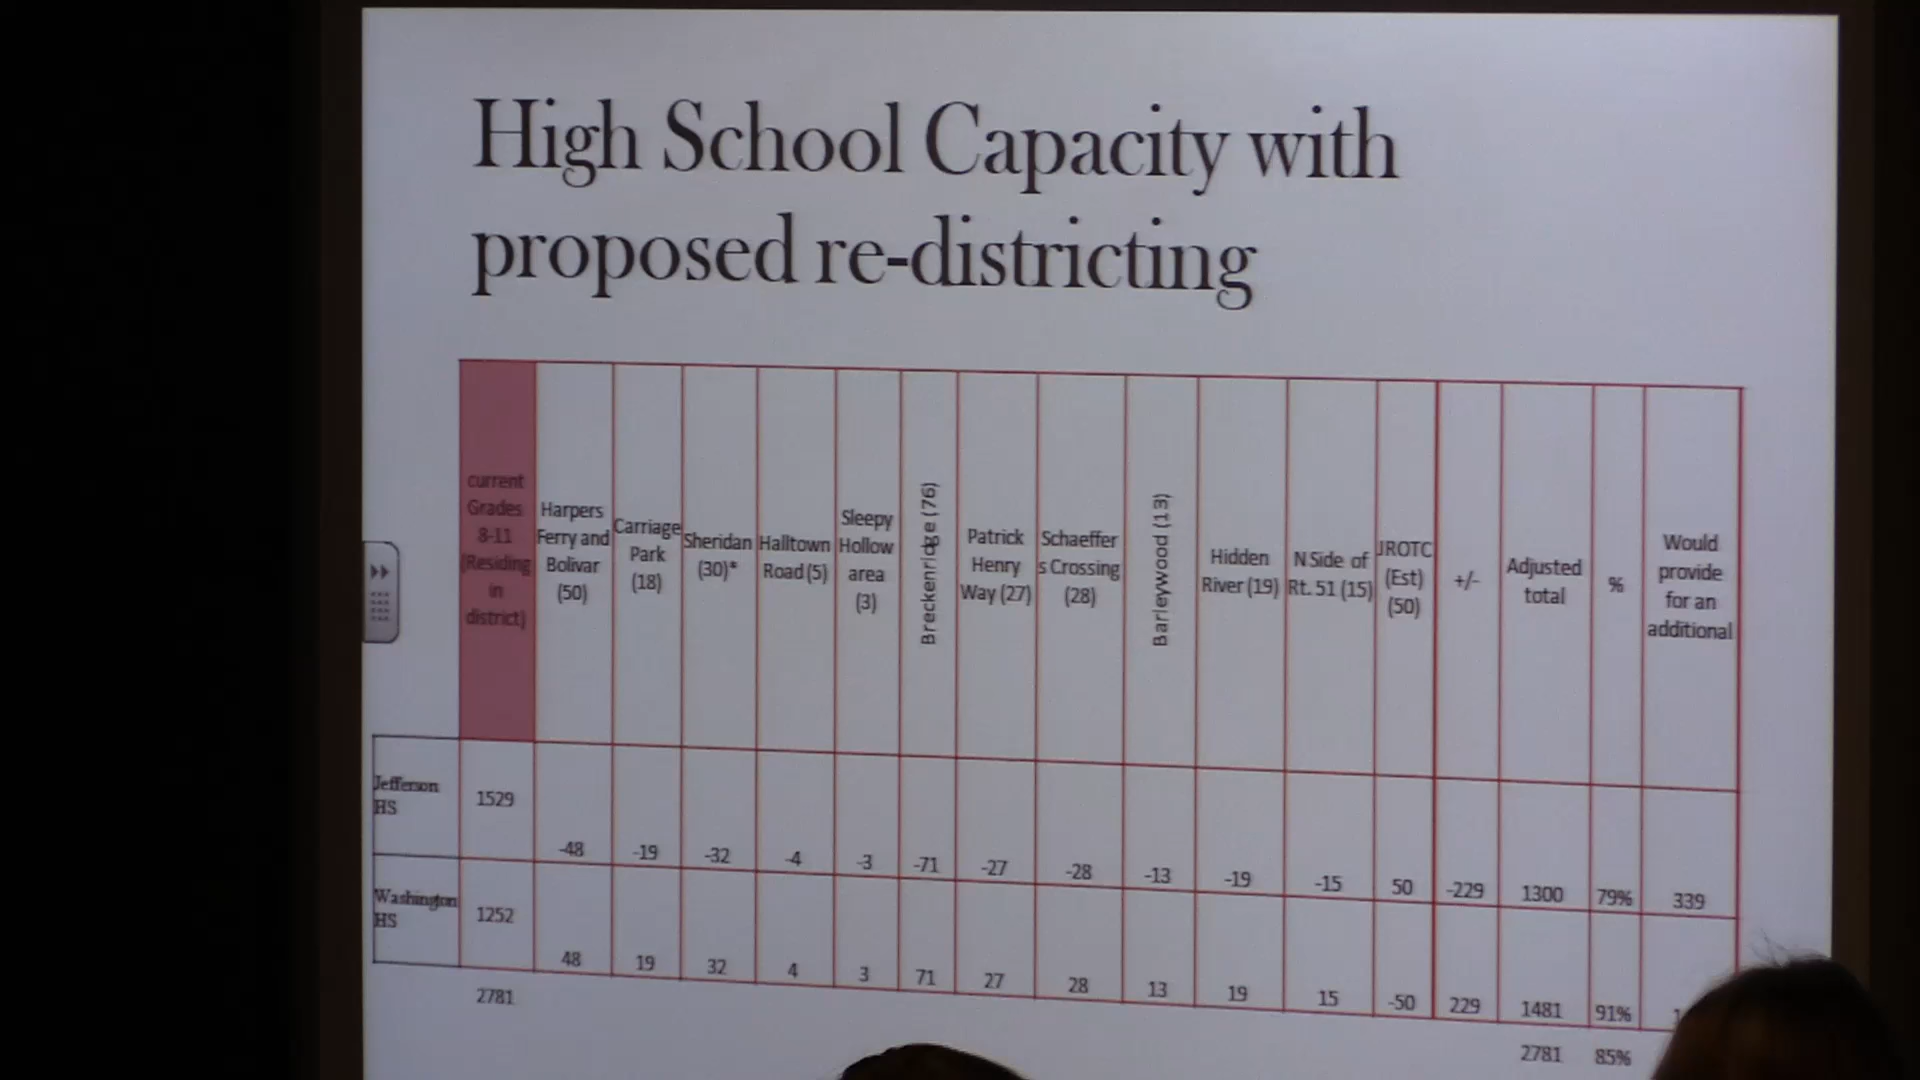 High School Capacity with
proposed re-districting
current
Grades
8-11
(Residing
in
district)
Harpers
Ferry and
Bolivar
(50)
Carriage
Park
(18)
Sheridan
(30)*
Halltown
Road (5)
Sleepy
Hollow
area
(3)
Breckenridge (76)
Patrick
Henry
Way (27)
Schaeffer
s Crossing
(28)
Barleywood (13)
Hidden
River (19)
N Side of
Rt. 51 (15)
JROTC
(Est)
(50)
+/-
Adjusted
total
%
Would
provide
for an
additional
Jefferson
HS
1529
-48 -19 -32 -4 -3 -71 -27 -28 -13 -19 -15 50 -229 1300 79% 339
Washington
HS
1252
48 19 32 4 3 71 27 28 13 19 15 -50 229 1481 91%
2781
2781 85%